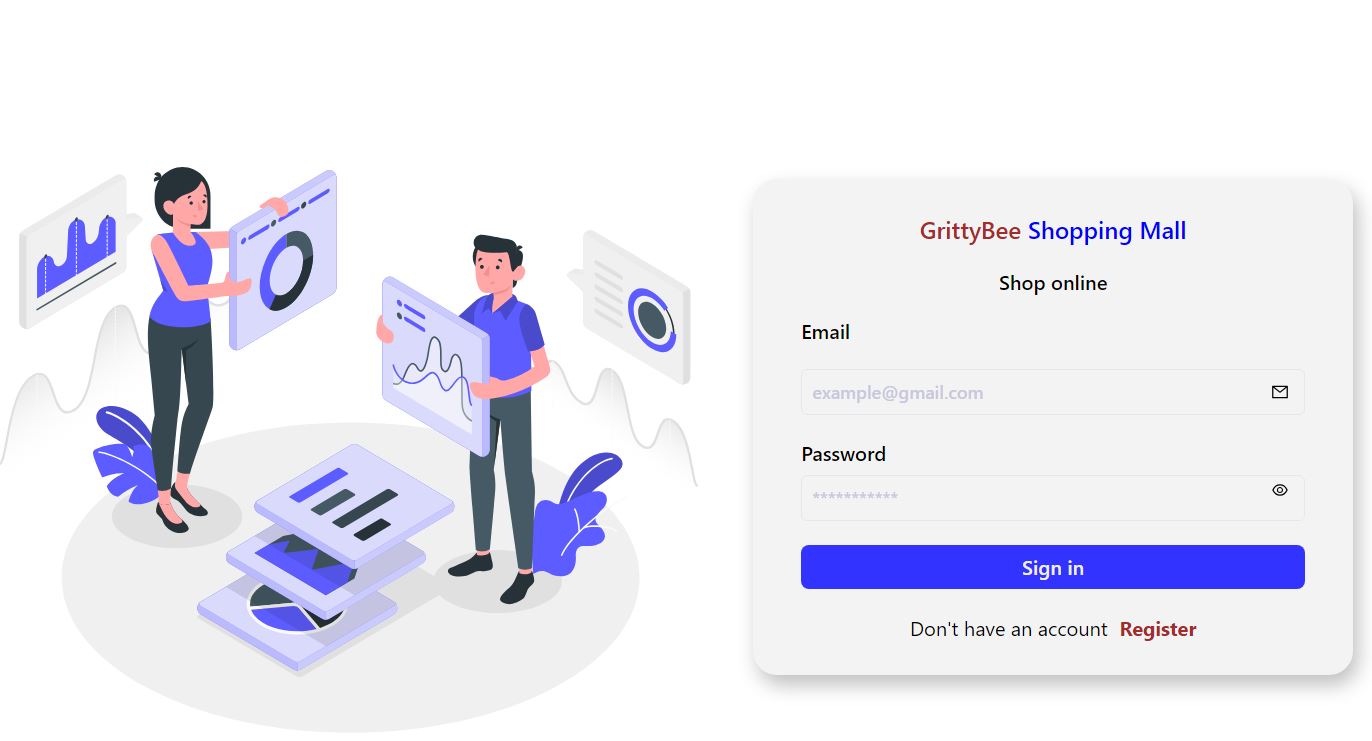 GrittyBee Shopping Mall
Shop online
Email
example@gmail.com
Password
***********
Sign in
Don't have an account Register